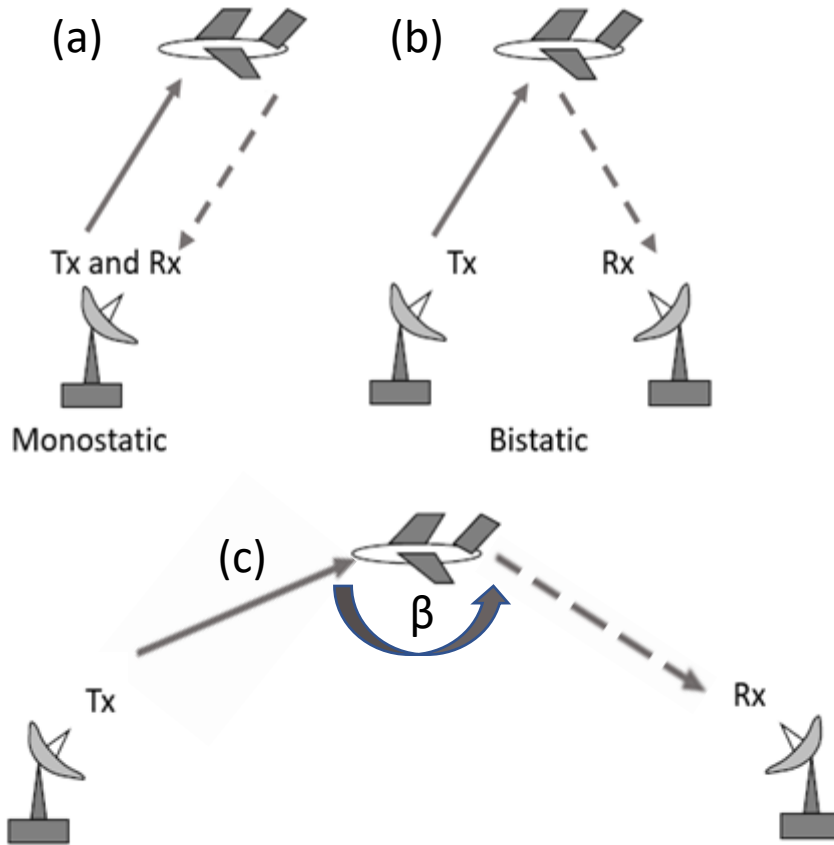 (a)
(b)
Tx and Rx
Tx
Rx
Monostatic
Bistatic
(c)
β
Tx
Rx